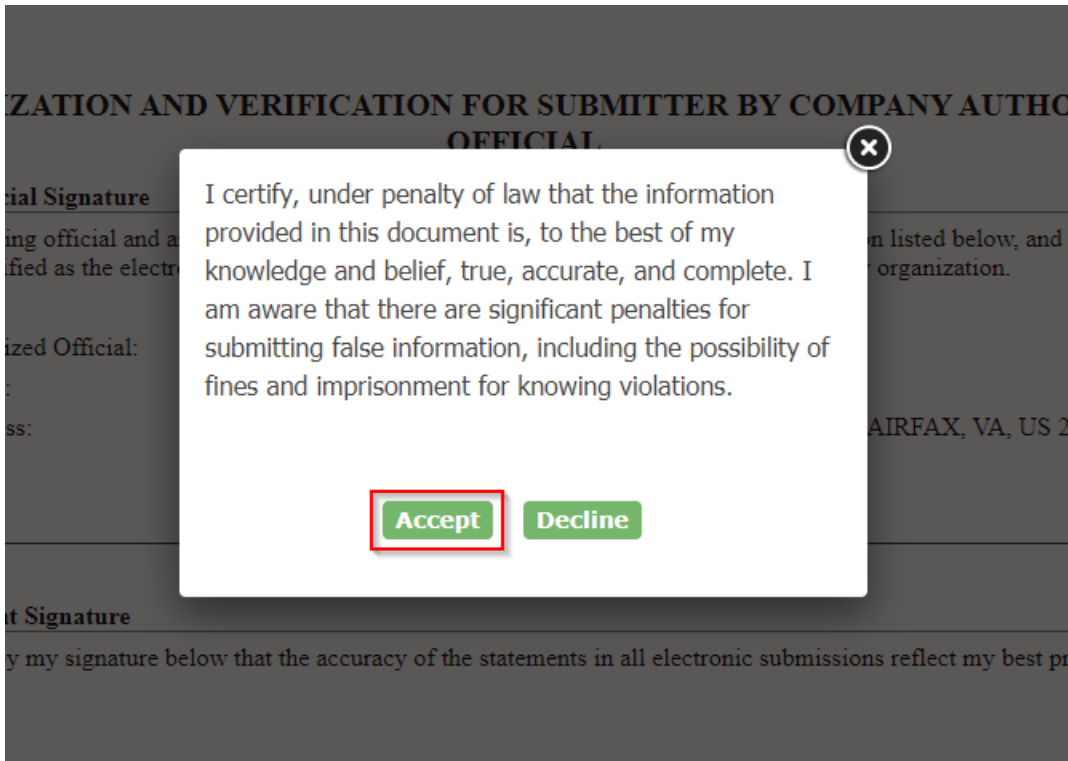 IZATION AND VERIFICATION FOR SUBMITTER BY COMPANY AUTHO
OFFICIAL
cial Signature
ing official and a
n listed below, and
ified as the electr
organization.
ized Official:
:
ss:
AIRFAX, VA, US 2
I certify, under penalty of law that the information
provided in this document is, to the best of my
knowledge and belief, true, accurate, and complete. I
am aware that there are significant penalties for
submitting false information, including the possibility of
fines and imprisonment for knowing violations.
Accept Decline
t Signature
y my signature below that the accuracy of the statements in all electronic submissions reflect my best pr